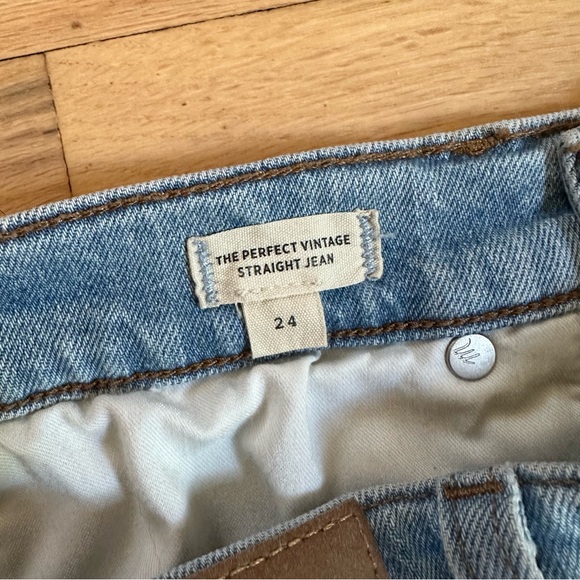 THE PERFECT VINTAGE
STRAIGHT JEAN
24